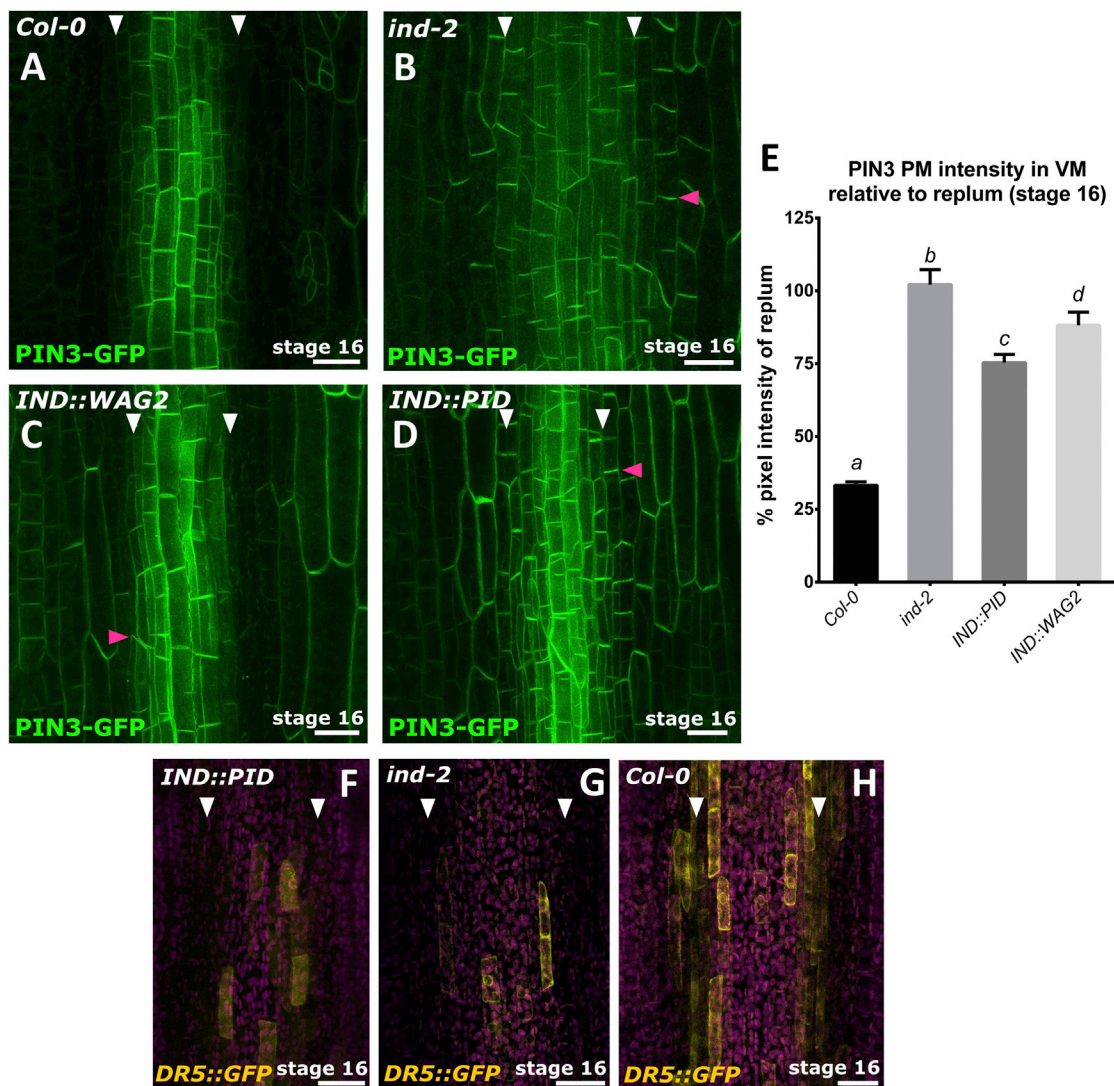 Col-0
A
PIN3-GFP
stage 16
ind-2
B
PIN3-GFP
stage 16
IND::WAG2
C
PIN3-GFP
stage 16
IND::PID
D
PIN3-GFP
stage 16
E
PIN3 PM intensity in VM
relative to replum (stage 16)
% pixel intensity of replum
125
100
75
50
25
0
a
b
c
d
Col-0
ind-2
IND::PID
IND::WAG2
IND::PID
F
DR5::GFP
stage 16
ind-2
G
DR5::GFP
stage 16
Col-0
H
DR5::GFP
stage 16